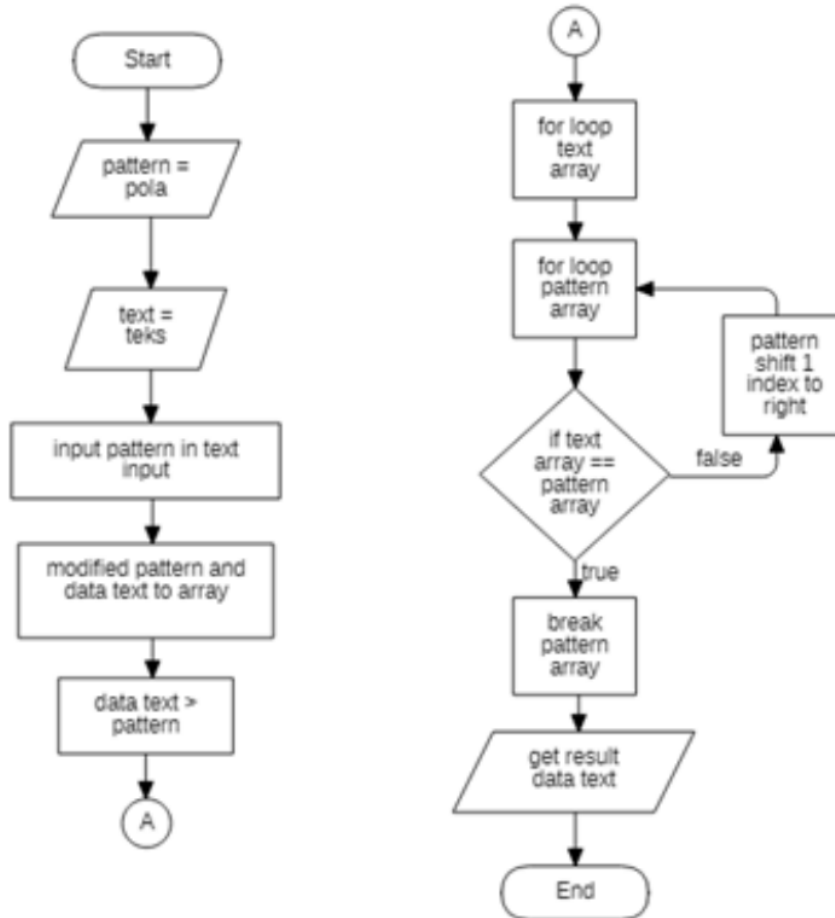 Start
pattern =
pola
text =
teks
input pattern in text
input
modified pattern and
data text to array
data text >
pattern
A
A
for loop
text
array
for loop
pattern
array
pattern
shift 1
index to
right
if text
array ==
pattern
array
false
true
break
pattern
array
get result
data text
End